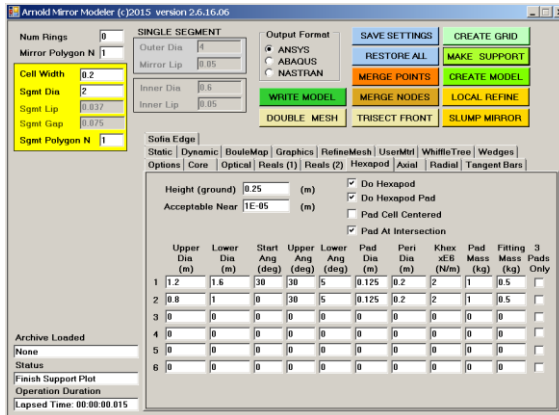 Arnold Mirror Modeler (c)2015 version 2.6.16.06
Num Rings 0
Mirror Polygon N 1
Cell Width 0.2
Sgmt Dia 2
Sgmt Lip 0.037
Sgmt Gap 0.075
Sgmt Polygon N 1
SINGLE SEGMENT
Outer Dia 4
Mirror Lip 0.05
Inner Dia 0.6
Inner Lip 0.05
Output Format
ANSYS
ABAQUS
NASTRAN
WRITE MODEL
DOUBLE MESH
SAVE SETTINGS
CREATE GRID
RESTORE ALL
MAKE SUPPORT
MERGE POINTS
CREATE MODEL
MERGE NODES
LOCAL REFINE
TRISECT FRONT
SLUMP MIRROR
Sofia Edge
Static Dynamic BouleMap Graphics RefineMesh UserMtrl WhiffleTree Wedges
Options Core Optical Reals (1) Reals (2) Hexapod Axial Radial Tangent Bars
Height (ground) 0.25 (m)
Acceptable Near 1E-05 (m)
Do Hexapod
Do Hexapod Pad
Pad Cell Centered
Pad At Intersection
Upper Lower Start Upper Lower Pad Peri Khex Pad Fitting 3
Dia Dia Ang Ang Ang Dia Dia xE6 Mass Mass Pads
(m) (m) (deg) (deg) (deg) (m) (m) (N/m) (kg) (kg) Only
1 1.2 1.6 30 30 5 0.125 0.2 2 1 0.5
2 0.8 1 0 30 5 0.125 0.2 2 1 0.5
3 0 0 0 0 0 0 0 0 0 0
4 0 0 0 0 0 0 0 0 0 0
5 0 0 0 0 0 0 0 0 0 0
6 0 0 0 0 0 0 0 0 0 0
Archive Loaded
None
Status
Finish Support Plot
Operation Duration
Lapsed Time: 00:00:00.015